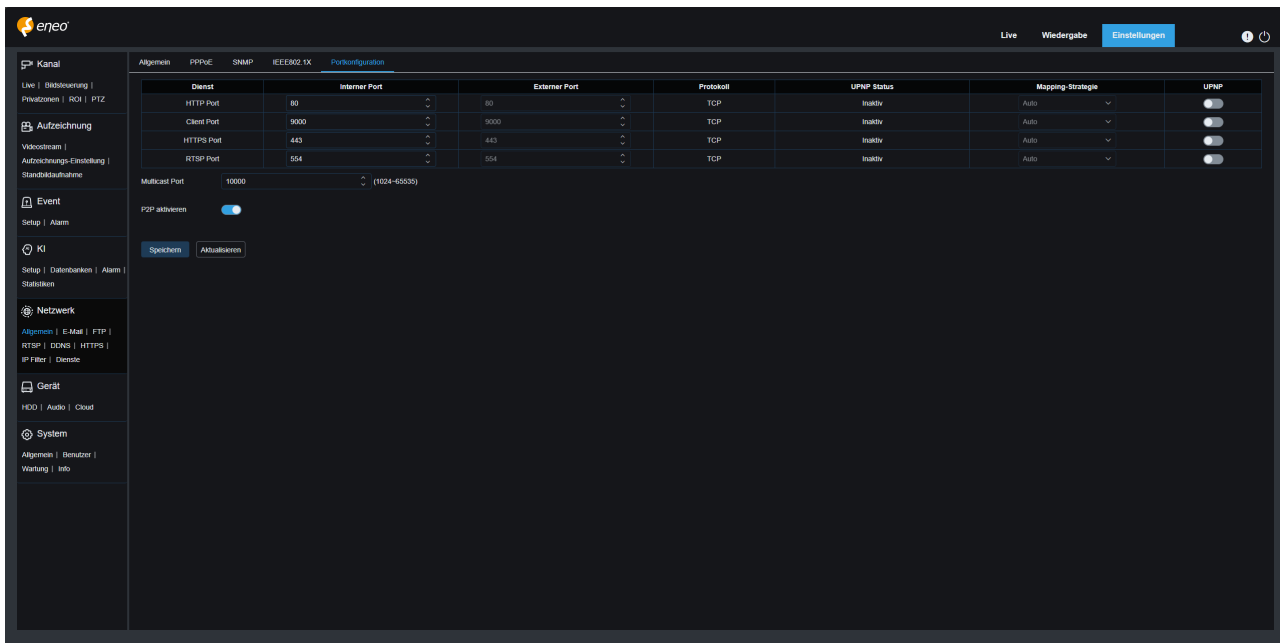 eneo
Live Wiedergabe Einstellungen
Kanal
Live | Bildsteuerung |
Privatzonen | ROI | PTZ
Aufzeichnung
Videostream |
Aufzeichnungs-Einstellung |
Standbildaufnahme
Event
Setup | Alarm
KI
Setup | Datenbanken | Alarm |
Statistiken
Netzwerk
Allgemein | E-Mail | FTP |
RTSP | DDNS | HTTPS |
IP Filter | Dienste
Gerät
HDD | Audio | Cloud
System
Allgemein | Benutzer |
Wartung | Info
Allgemein PPPoE SNMP IEEE802.1X Portkonfiguration
Dienst Interner Port Externer Port Protokoll UPNP Status Mapping-Strategie UPNP
HTTP Port 80 80 TCP Inaktiv Auto
Client Port 9000 9000 TCP Inaktiv Auto
HTTPS Port 443 443 TCP Inaktiv Auto
RTSP Port 554 554 TCP Inaktiv Auto
Multicast Port 10000 (1024~65535)
P2P aktivieren
Speichern Aktualisieren